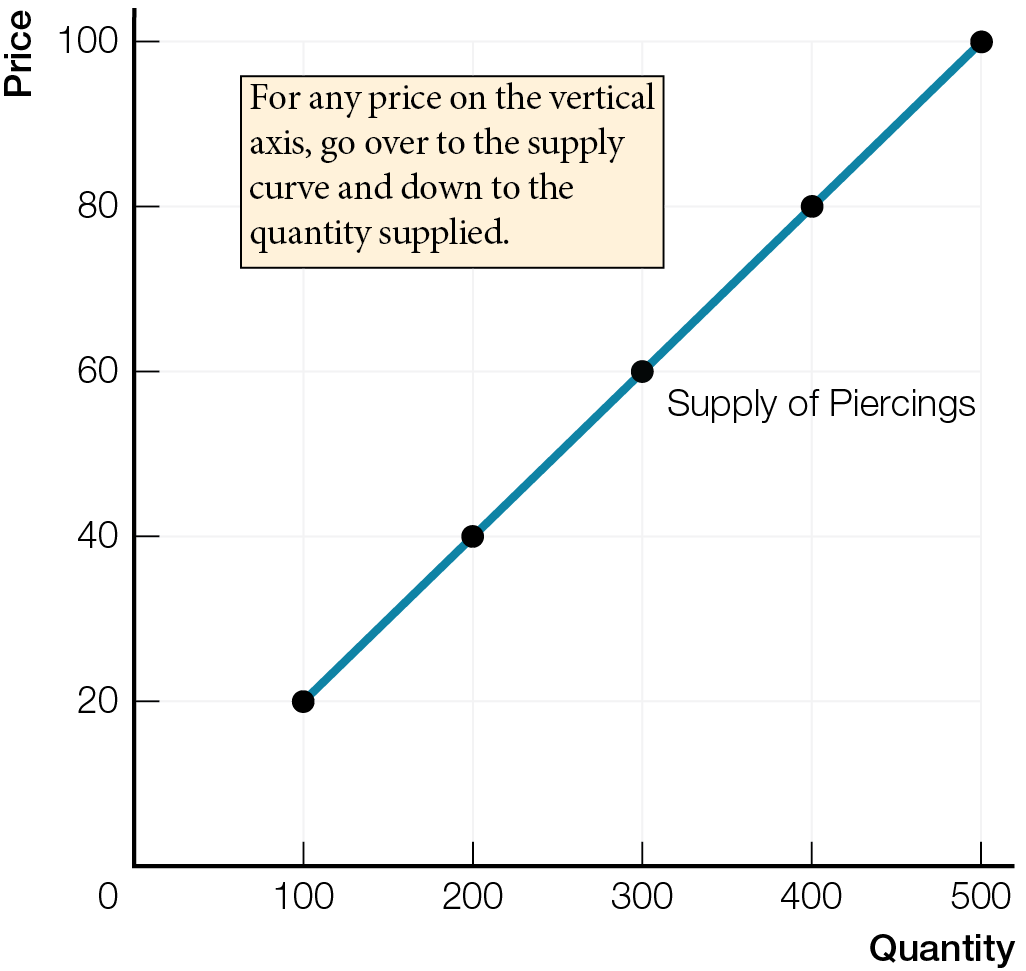 Price
100
80
60
40
20
0
For any price on the vertical
axis, go over to the supply
curve and down to the
quantity supplied.
Supply of Piercings
100 200 300 400 500
Quantity